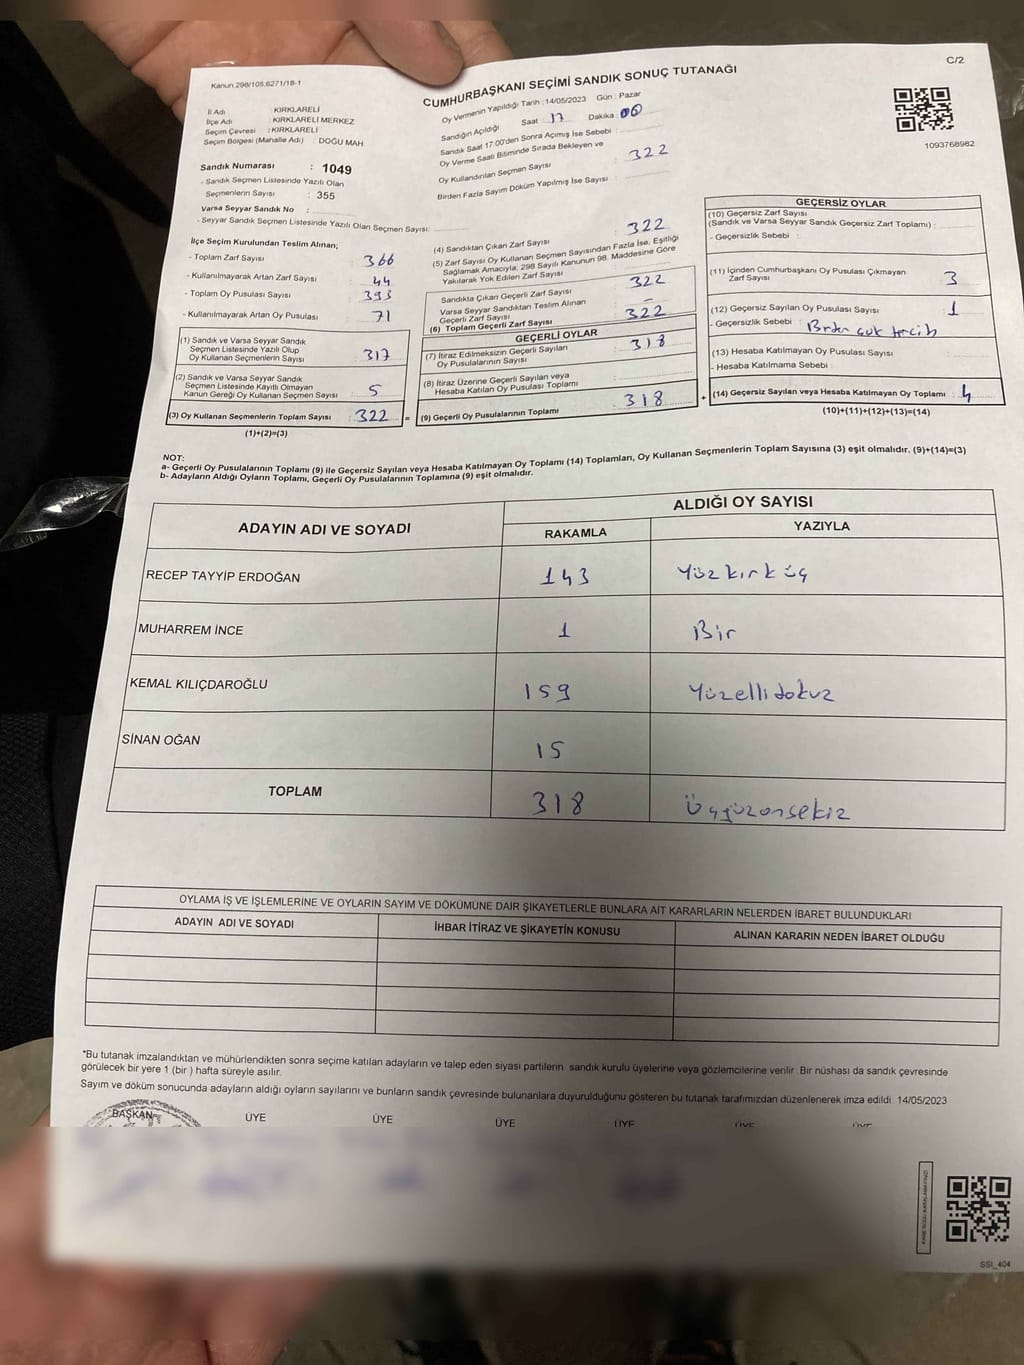 Kanun.298/105.6271/18-1
C/2
CUMHURBAŞKANI SEÇİMİ SANDIK SONUÇ TUTANAĞI
İl Adı KIRKLARELİ
İlçe Adı : KIRKLARELİ MERKEZ
Seçim Çevresi : KIRKLARELİ
Seçim Bölgesi (Mahalle Adı) : DOĞU MAH
Sandık Numarası : 1049
- Sandık Seçmen Listesinde Yazılı Olan
Seçmenlerin Sayısı : 355
Varsa Seyyar Sandık No :
- Seyyar Sandık Seçmen Listesinde Yazılı Olan Seçmen Sayısı:
Oy Vermenin Yapıldığı Tarih : 14/05/2023 Gün : Pazar
Sandığın Açıldığı Saat : 17 Dakika : 00
Sandık Saat 17.00'den Sonra Açımış İse Sebebi :
Oy Verme Saati Bitiminde Sırada Bekleyen ve
Oy Kullandırılan Seçmen Sayısı 322
Birden Fazla Sayım Döküm Yapılmış İse Sayısı :
1093768982
İlçe Seçim Kurulundan Teslim Alınan;
- Toplam Zarf Sayısı : 366
- Kullanılmayarak Artan Zarf Sayısı : 44
- Toplam Oy Pusulası Sayısı : 393
- Kullanılmayarak Artan Oy Pusulası : 71
(1) Sandık ve Varsa Seyyar Sandık
Seçmen Listesinde Yazılı Olup
Oy Kullanan Seçmenlerin Sayısı : 317
(2) Sandık ve Varsa Seyyar Sandık
Seçmen Listesinde Kayıtlı Olmayan
Kanun Gereği Oy Kullanan Seçmen Sayısı : 5
(3) Oy Kullanan Seçmenlerin Toplam Sayısı : 322 =
(1)+(2)=(3)
(4) Sandıktan Çıkan Zarf Sayısı 322
(5) Zarf Sayısı Oy Kullanan Seçmen Sayısından Fazla İse, Eşitliği
Sağlamak Amacıyla; 298 Sayılı Kanunun 98. Maddesine Göre
Yakılarak Yok Edilen Zarf Sayısı
Sandıkta Çıkan Geçerli Zarf Sayısı 322
Varsa Seyyar Sandıktan Teslim Alınan
Geçerli Zarf Sayısı : -
(6) Toplam Geçerli Zarf Sayısı 322
GEÇERLİ OYLAR
(7) İtiraz Edilmeksizin Geçerli Sayılan
Oy Pusulalarının Sayısı : 318
(8) İtiraz Üzerine Geçerli Sayılan veya
Hesaba Katılan Oy Pusulası Toplamı :
(9) Geçerli Oy Pusulalarının Toplamı : 318 +
GEÇERSİZ OYLAR
(10) Geçersiz Zarf Sayısı
(Sandık ve Varsa Seyyar Sandık Geçersiz Zarf Toplamı) :
- Geçersizlik Sebebi :
(11) İçinden Cumhurbaşkanı Oy Pusulası Çıkmayan
Zarf Sayısı : 3
(12) Geçersiz Sayılan Oy Pusulası Sayısı : 1
- Geçersizlik Sebebi :
(13) Hesaba Katılmayan Oy Pusulası Sayısı :
- Hesaba Katılmama Sebebi :
(14) Geçersiz Sayılan veya Hesaba Katılmayan Oy Toplamı : 4
(10)+(11)+(12)+(13)=(14)
NOT:
a- Geçerli Oy Pusulalarının Toplamı (9) ile Geçersiz Sayılan veya Hesaba Katılmayan Oy Toplamı (14) Toplamları, Oy Kullanan Seçmenlerin Toplam Sayısına (3) eşit olmalıdır. (9)+(14)=(3)
b- Adayların Aldığı Oyların Toplamı, Geçerli Oy Pusulalarının Toplamına (9) eşit olmalıdır.
ADAYIN ADI VE SOYADI ALDIĞI OY SAYISI
RAKAMLA YAZIYLA
RECEP TAYYİP ERDOĞAN 143 Yüzkırküç
MUHARREM İNCE 1 Bir
KEMAL KILIÇDAROĞLU 159 Yüzellidokuz
SİNAN OĞAN 15
TOPLAM 318 Üçyüzonsekiz
OYLAMA İŞ VE İŞLEMLERİNE VE OYLARIN SAYIM VE DÖKÜMÜNE DAİR ŞİKAYETLERLE BUNLARA AİT KARARLARIN NELERDEN İBARET BULUNDUKLARI
ADAYIN ADI VE SOYADI İHBAR İTİRAZ VE ŞİKAYETİN KONUSU ALINAN KARARIN NEDEN İBARET OLDUĞU
*Bu tutanak imzalandıktan ve mühürlendikten sonra seçime katılan adayların ve talep eden siyasi partilerin sandık kurulu üyelerine veya gözlemcilerine verilir. Bir nüshası da sandık çevresinde
görülecek bir yere 1 (bir ) hafta süreyle asılır.
Sayım ve döküm sonucunda adayların aldığı oyların sayılarını ve bunların sandık çevresinde bulunanlara duyurulduğunu gösteren bu tutanak tarafımızdan düzenlenerek imza edildi. 14/05/2023
BAŞKAN ÜYE ÜYE ÜYE ÜYE ÜYE ÜYE
SSI_404